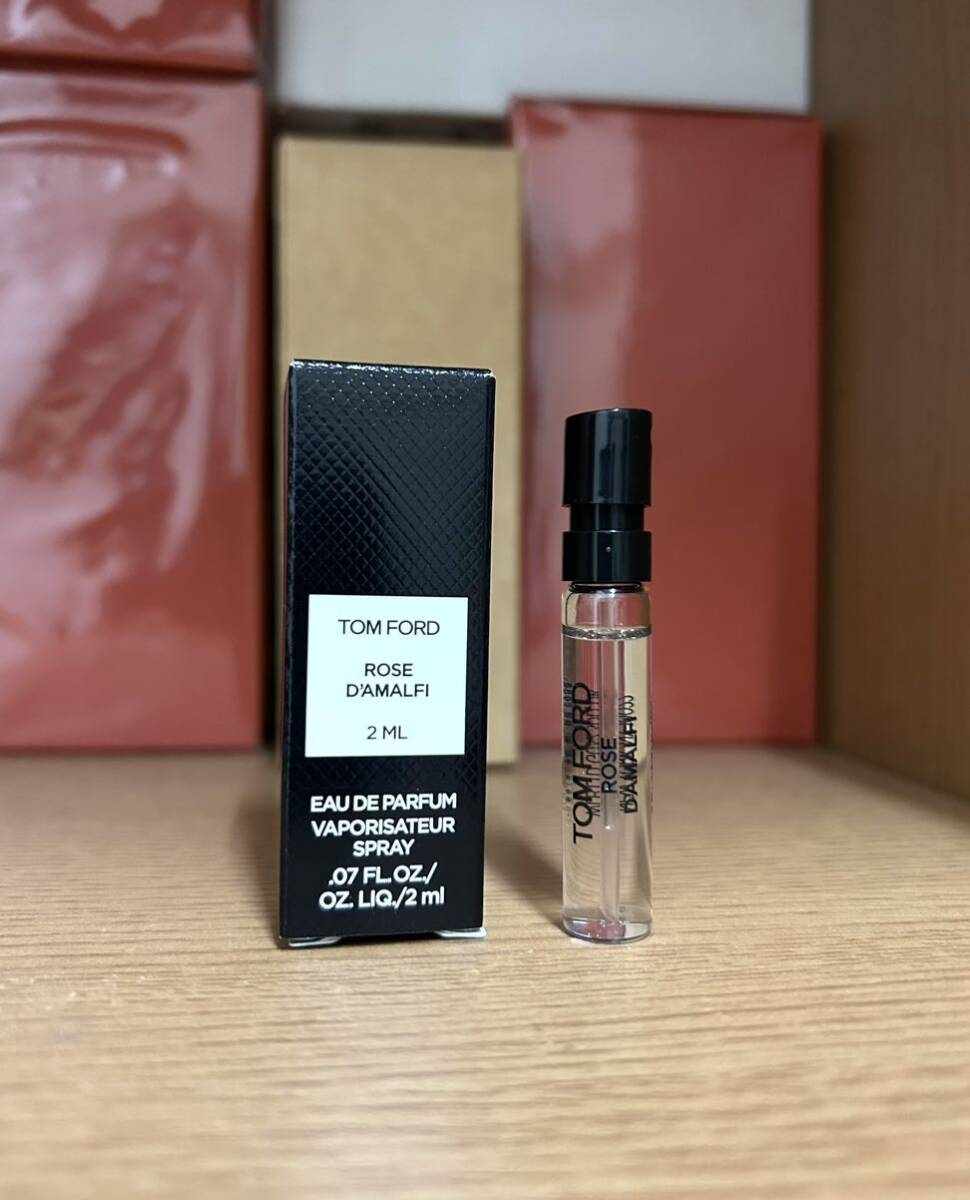 TOM FORD
ROSE
D'AMALFI
2 ML
EAU DE PARFUM
VAPORISATEUR
SPRAY
.07 FL. OZ./
OZ. LIQ./2 ml
TOM FORD
ROSE
D'AMALFI